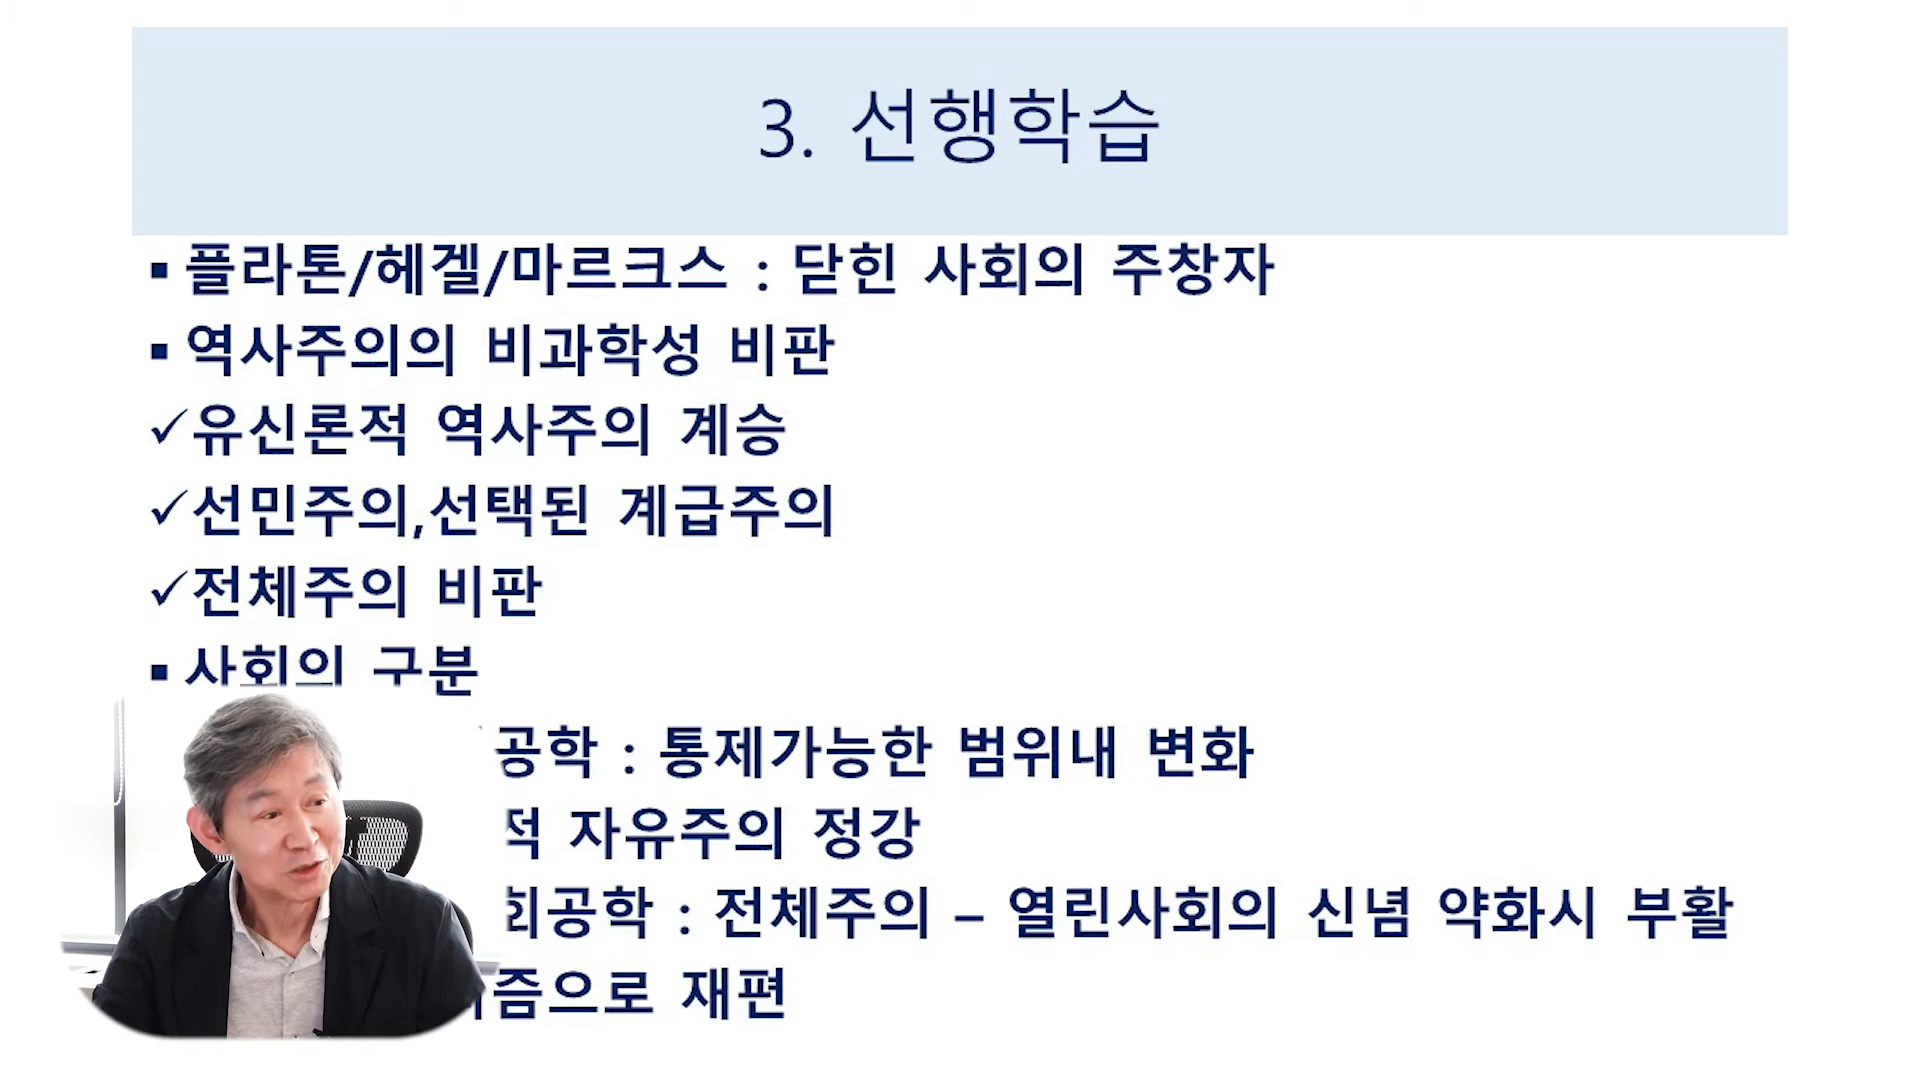 3. 선행학습
▪ 플라톤/헤겔/마르크스 : 닫힌 사회의 주창자
▪ 역사주의의 비과학성 비판
✓유신론적 역사주의 계승
✓선민주의,선택된 계급주의
✓전체주의 비판
▪ 사회의 구분
공학 : 통제가능한 범위내 변화
자유주의 정강
회공학 : 전체주의 – 열린사회의 신념 약화시 부활
즘으로 재편